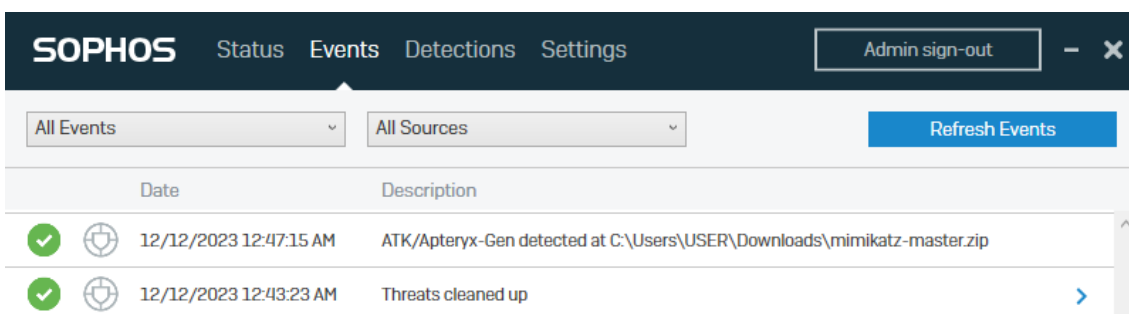 SOPHOS Status Events Detections Settings Admin sign-out
All Events All Sources Refresh Events
Date Description
12/12/2023 12:47:15 AM ATK/Apteryx-Gen detected at C:\Users\USER\Downloads\mimikatz-master.zip
12/12/2023 12:43:23 AM Threats cleaned up